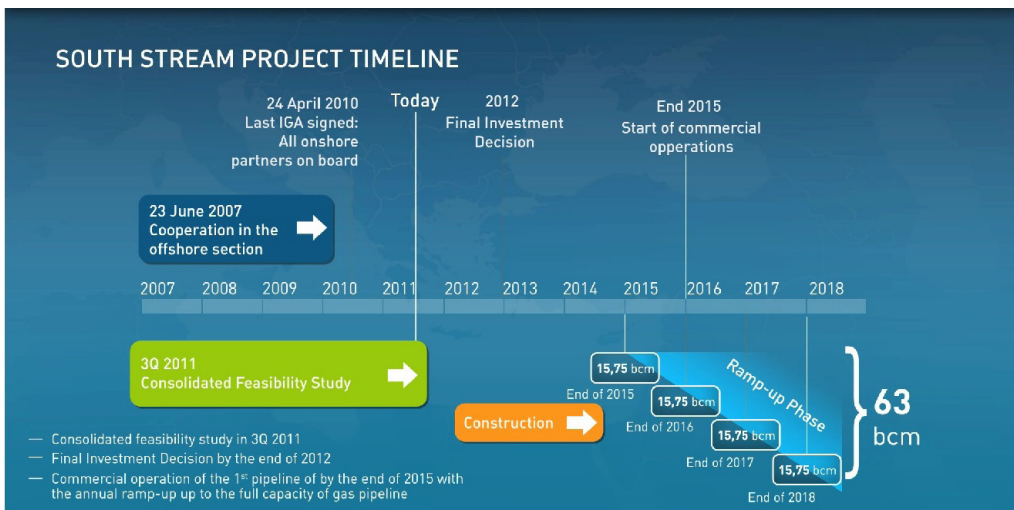 SOUTH STREAM PROJECT TIMELINE
24 April 2010
Last IGA signed:
All onshore
partners on board
Today
2012
Final Investment
Decision
End 2015
Start of commercial
opperations
23 June 2007
Cooperation in the
offshore section
2007 2008 2009 2010 2011 2012 2013 2014 2015 2016 2017 2018
3Q 2011
Consolidated Feasibility Study
Construction
15,75 bcm
End of 2015
15,75 bcm
End of 2016
15,75 bcm
End of 2017
15,75 bcm
End of 2018
Ramp-up Phase
63
bcm
— Consolidated feasibility study in 3Q 2011
— Final Investment Decision by the end of 2012
— Commercial operation of the 1st pipeline of by the end of 2015 with
the annual ramp-up up to the full capacity of gas pipeline